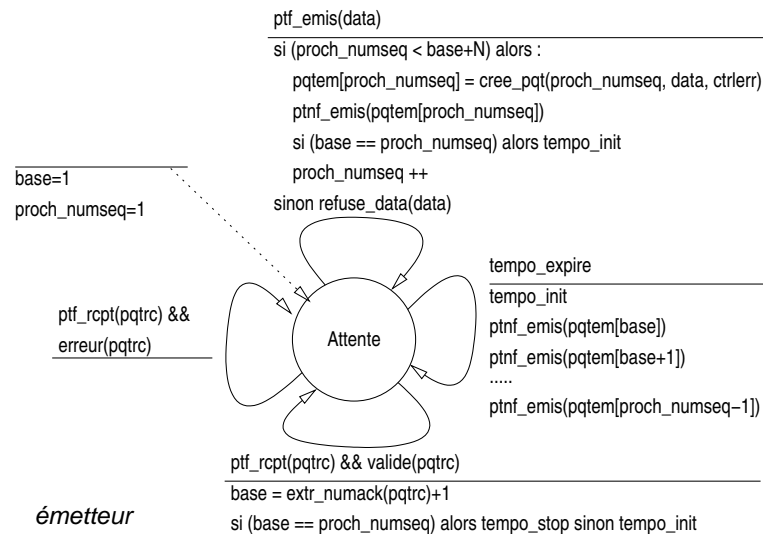 ptf_emis(data)
si (proch_numseq < base+N) alors :
pqtem[proch_numseq] = cree_pqt(proch_numseq, data, ctrlerr)
ptnf_emis(pqtem[proch_numseq])
si (base == proch_numseq) alors tempo_init
proch_numseq ++
sinon refuse_data(data)
base=1
proch_numseq=1
tempo_expire
tempo_init
ptnf_emis(pqtem[base])
ptnf_emis(pqtem[base+1])
.....
ptnf_emis(pqtem[proch_numseq−1])
ptf_rcpt(pqtrc) &&
erreur(pqtrc)
Attente
ptf_rcpt(pqtrc) && valide(pqtrc)
base = extr_numack(pqtrc)+1
si (base == proch_numseq) alors tempo_stop sinon tempo_init
émetteur